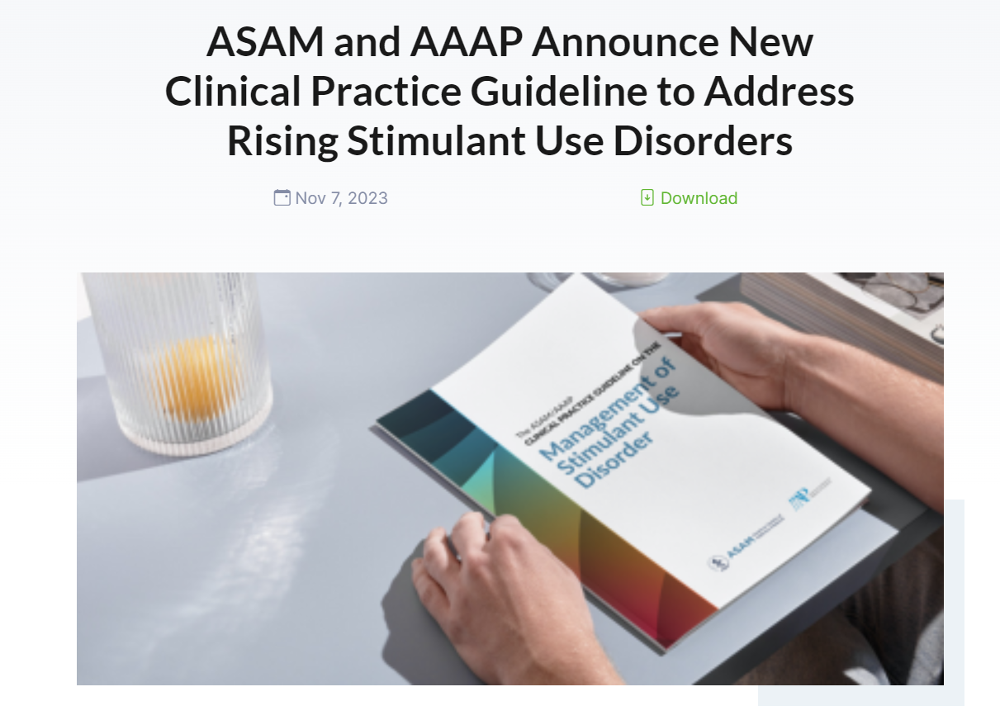 ASAM and AAAP Announce New
Clinical Practice Guideline to Address
Rising Stimulant Use Disorders
Nov 7, 2023
Download
The ASAM/AAAP
CLINICAL PRACTICE GUIDELINE ON THE
Management of
Stimulant Use
Disorder
ASAM